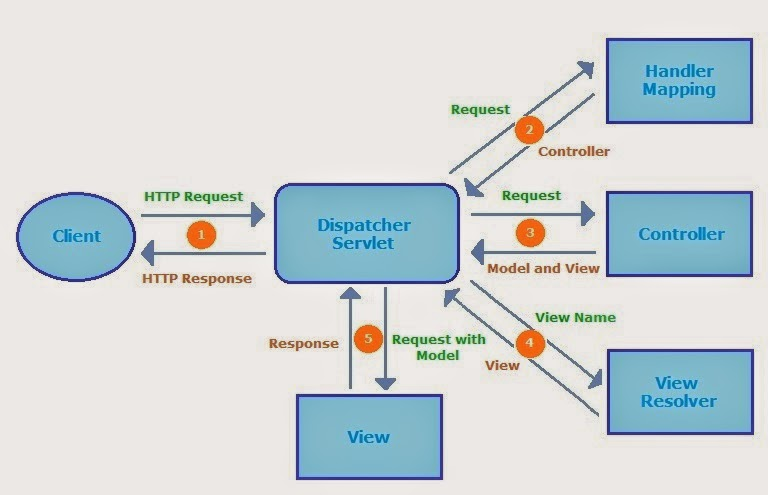 Handler
Mapping
Request
2
Controller
HTTP Request
Client
1
HTTP Response
Dispatcher
Servlet
Request
3
Model and View
Controller
View Name
4
View
View
Resolver
Response
5
Request with
Model
View